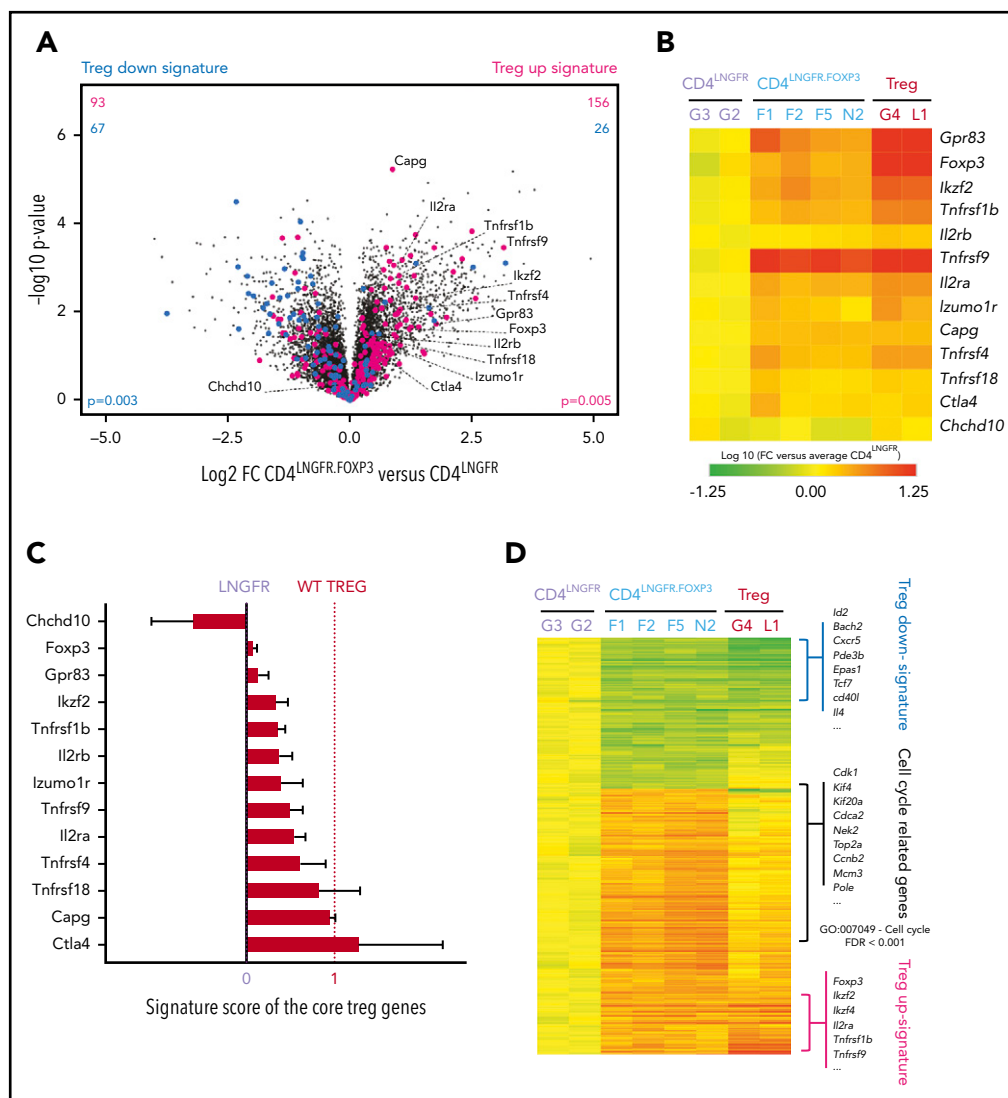 A
Treg down signature
Treg up signature
93
67
156
26
Capg
Il2ra
Tnfrsf1b
Tnfrsf9
Ikzf2
Tnfrsf4
Gpr83
Foxp3
Il2rb
Tnfrsf18
Izumo1r
Ctla4
Chchd10
p=0.003
p=0.005
6
4
2
0
–log10 p-value
–5.0
–2.5
0.0
2.5
5.0
Log2 FC CD4LNGFR.FOXP3 versus CD4LNGFR
B
CD4LNGFR
CD4LNGFR.FOXP3
Treg
G3 G2 F1 F2 F5 N2 G4 L1
Gpr83
Foxp3
Ikzf2
Tnfrsf1b
Il2rb
Tnfrsf9
Il2ra
Izumo1r
Capg
Tnfrsf4
Tnfrsf18
Ctla4
Chchd10
Log 10 (FC versus average CD4LNGFR)
-1.25 0.00 1.25
C
LNGFR
WT TREG
Chchd10
Foxp3
Gpr83
Ikzf2
Tnfrsf1b
Il2rb
Izumo1r
Tnfrsf9
Il2ra
Tnfrsf4
Tnfrsf18
Capg
Ctla4
0 1
Signature score of the core treg genes
D
CD4LNGFR
CD4LNGFR.FOXP3
Treg
G3 G2 F1 F2 F5 N2 G4 L1
Id2
Bach2
Cxcr5
Pde3b
Epas1
Tcf7
cd40l
Il4
...
Treg down- signature
Cdk1
Kif4
Kif20a
Cdca2
Nek2
Top2a
Ccnb2
Mcm3
Pole
...
Cell cycle related genes
GO:007049 - Cell cycle
FDR < 0.001
Foxp3
Ikzf2
Ikzf4
Il2ra
Tnfrsf1b
Tnfrsf9
...
Treg up-signature